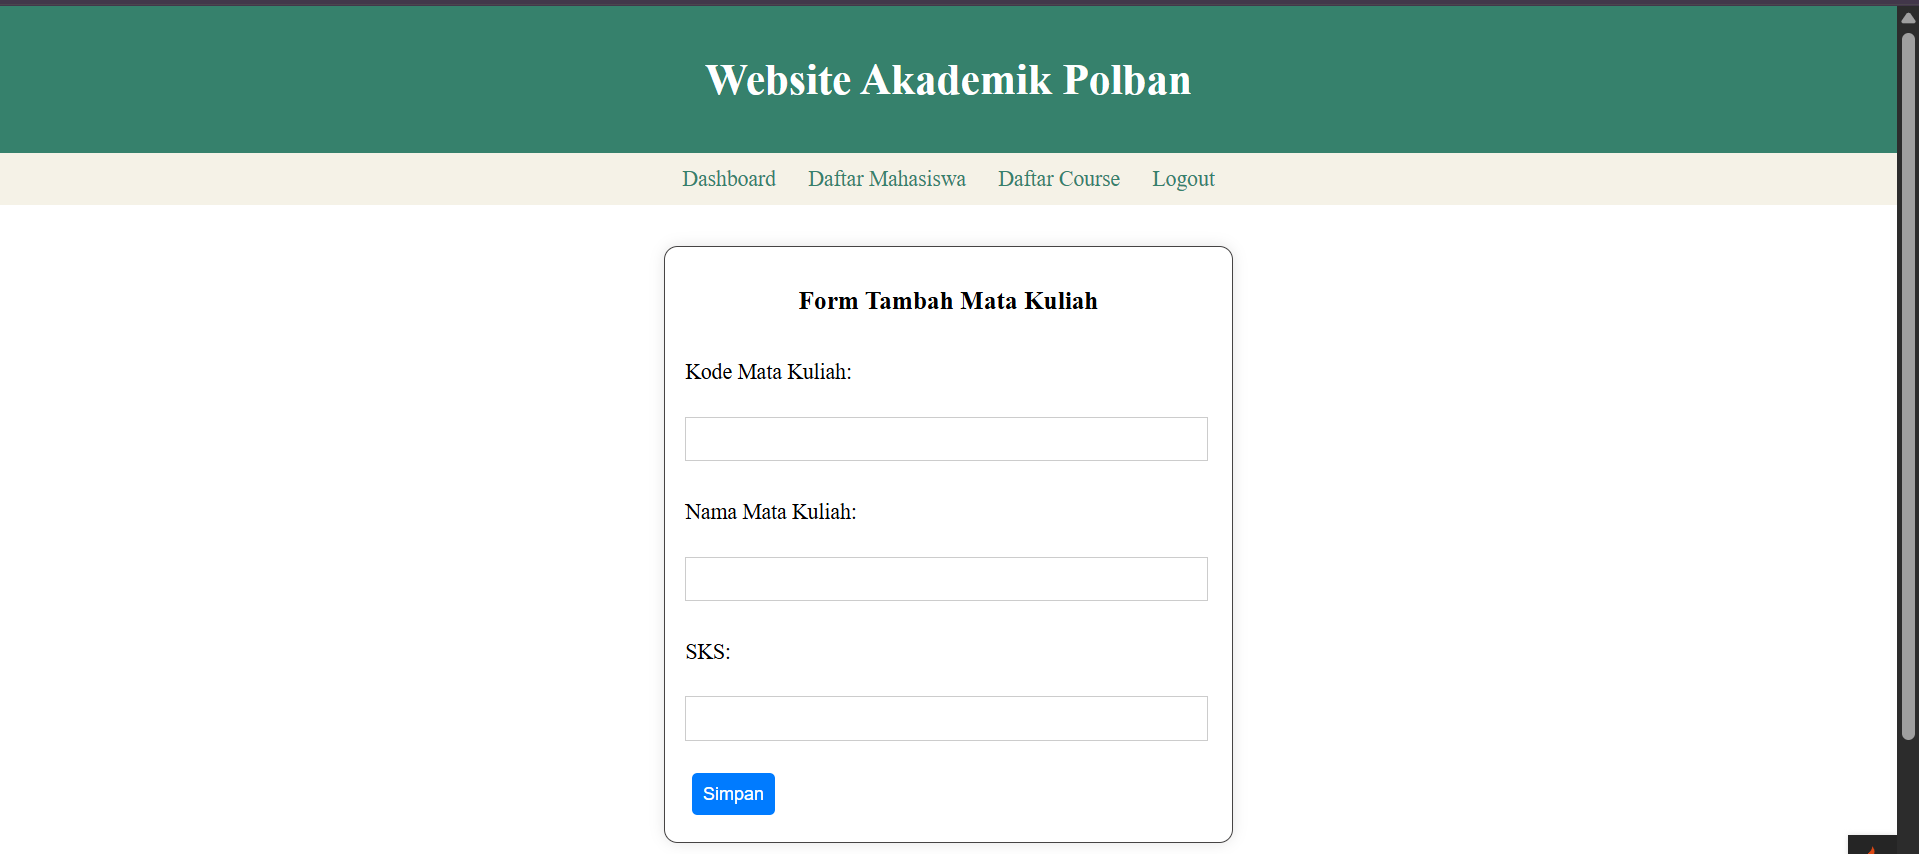 Website Akademik Polban
Dashboard Daftar Mahasiswa Daftar Course Logout
Form Tambah Mata Kuliah
Kode Mata Kuliah:
Nama Mata Kuliah:
SKS:
Simpan